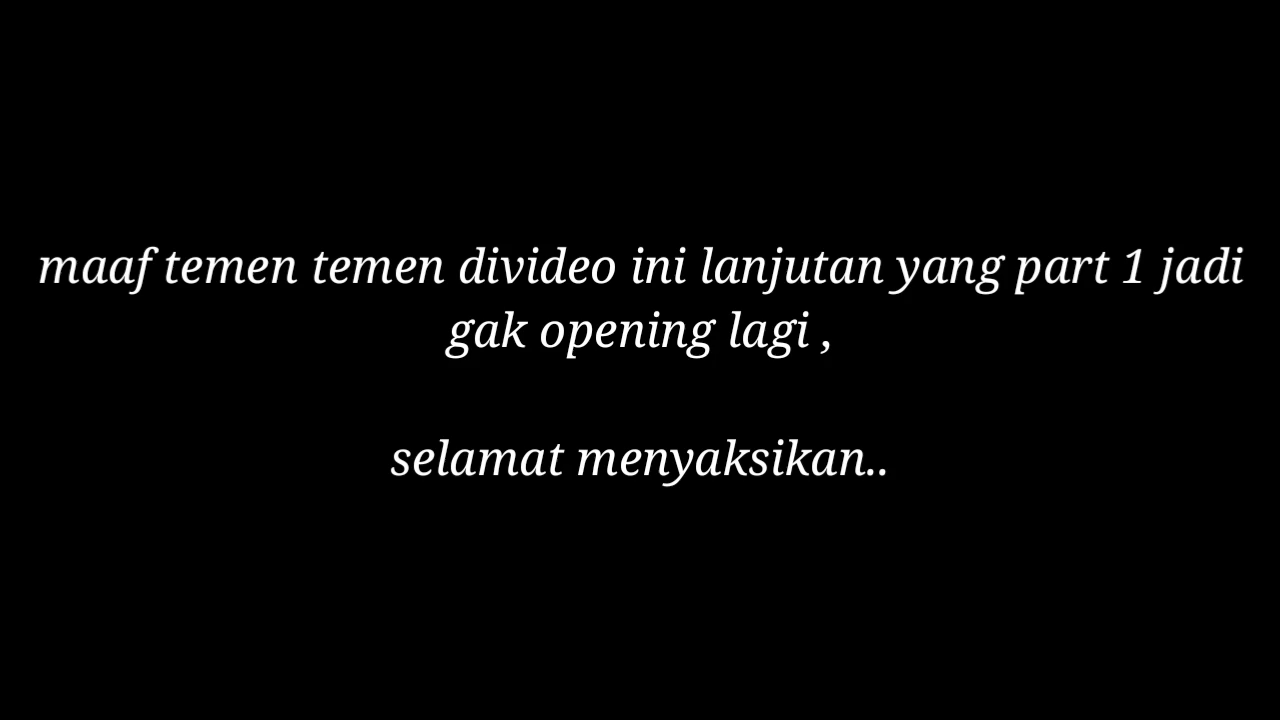 maaf temen temen divideo ini lanjutan yang part 1 jadi
gak opening lagi ,
selamat menyaksikan..